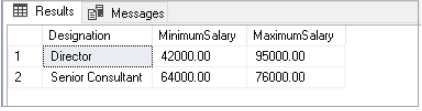 Results Messages
Designation MinimumSalary MaximumSalary
1 Director 42000.00 95000.00
2 Senior Consultant 64000.00 76000.00